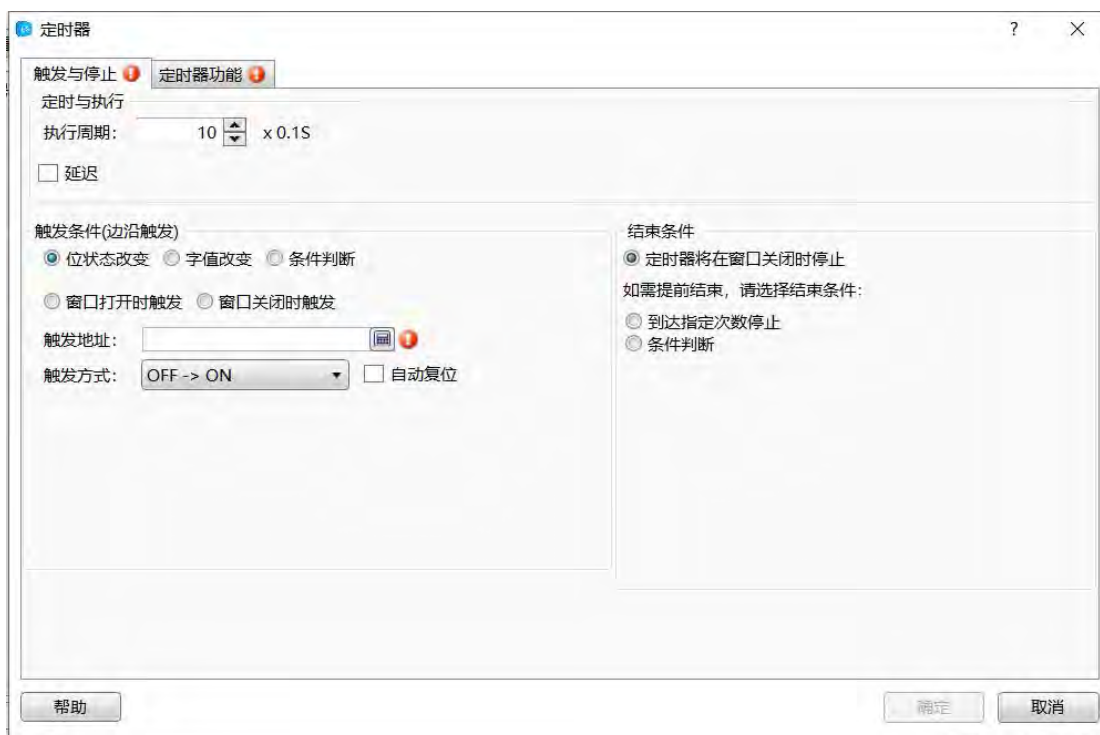 定时器
?
触发与停止
定时器功能
定时与执行
执行周期: 10 x 0.1S
延迟
触发条件(边沿触发)
位状态改变 字值改变 条件判断
窗口打开时触发 窗口关闭时触发
触发地址:
触发方式: OFF -> ON 自动复位
结束条件
定时器将在窗口关闭时停止
如需提前结束，请选择结束条件:
到达指定次数停止
条件判断
帮助
确定
取消